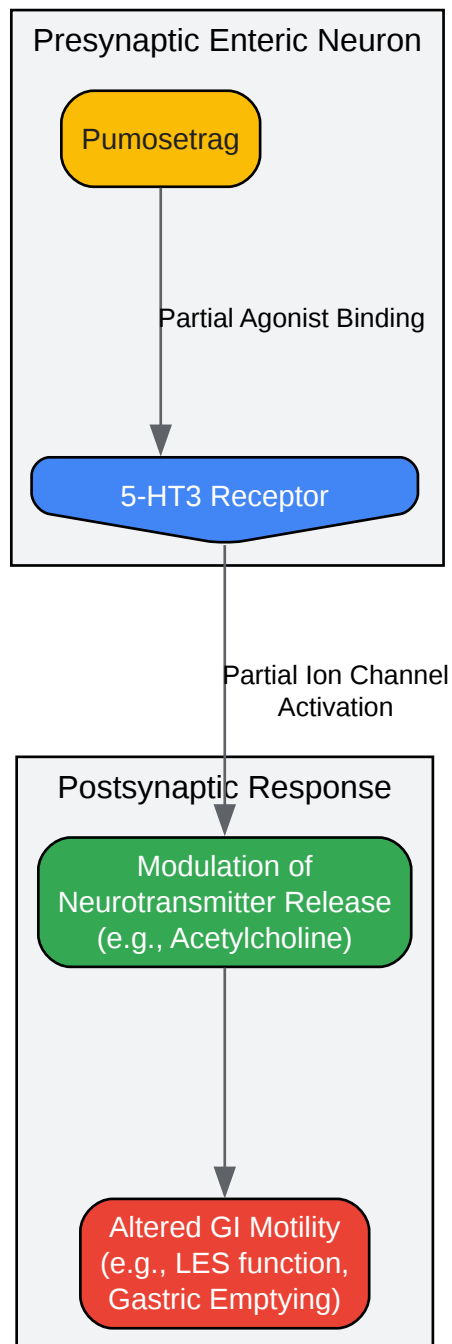 Presynaptic Enteric Neuron
Pumosetrag
Partial Agonist Binding
5-HT3 Receptor
Partial Ion Channel
Activation
Postsynaptic Response
Modulation of
Neurotransmitter Release
(e.g., Acetylcholine)
Altered GI Motility
(e.g., LES function,
Gastric Emptying)